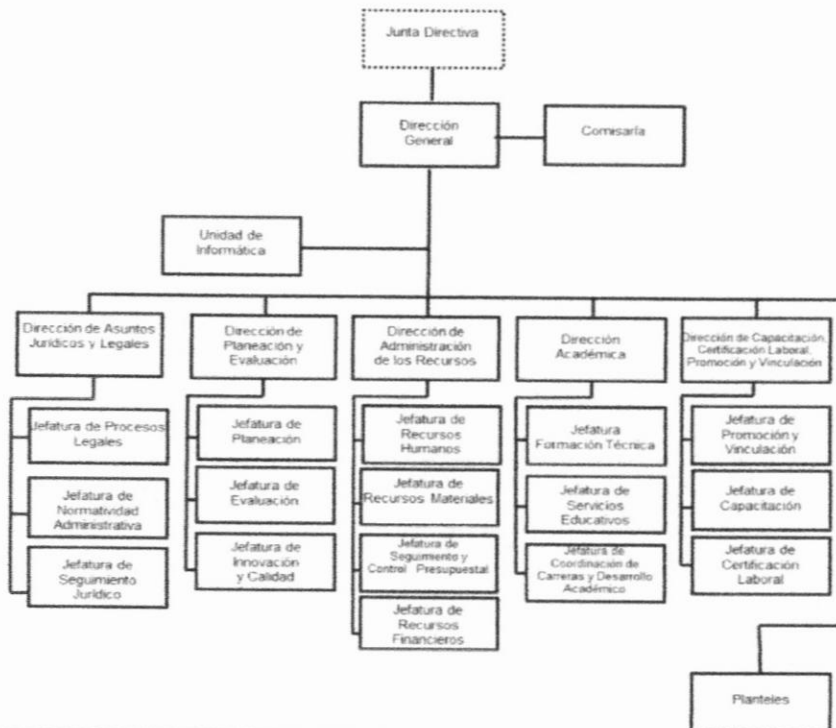 Junta Directiva
Dirección
General
Comisaría
Unidad de
Informática
Dirección de Asuntos
Jurídicos y Legales
Dirección de
Planeación y
Evaluación
Dirección de
Administración
de los Recursos
Dirección
Académica
Dirección de Capacitación,
Certificación Laboral,
Promoción y Vinculación
Jefatura de Procesos
Legales
Jefatura de
Normatividad
Administrativa
Jefatura de
Seguimiento
Jurídico
Jefatura de
Planeación
Jefatura de
Evaluación
Jefatura de
Innovación
y Calidad
Jefatura de
Recursos
Humanos
Jefatura de
Recursos Materiales
Jefatura de
Seguimiento y
Control Presupuestal
Jefatura de
Recursos
Financieros
Jefatura
Formación Técnica
Jefatura de
Servicios
Educativos
Jefatura de
Coordinación de
Carreras y Desarrollo
Académico
Jefatura de
Promoción y
Vinculación
Jefatura de
Capacitación
Jefatura de
Certificación
Laboral
Planteles